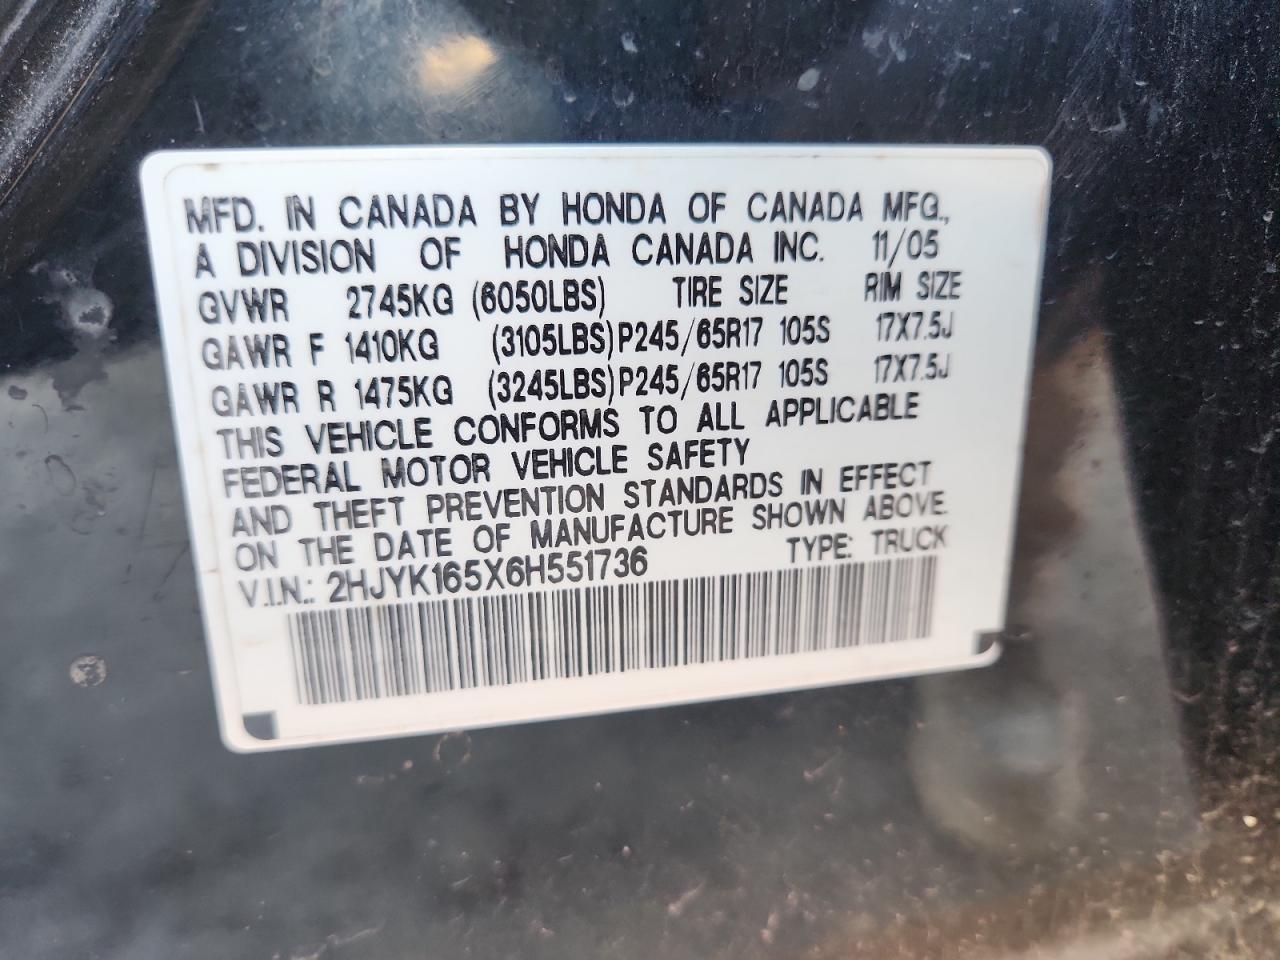 MFD. IN CANADA BY HONDA OF CANADA MFG.,
A DIVISION OF HONDA CANADA INC. 11/05
GVWR 2745KG (6050LBS) TIRE SIZE RIM SIZE
GAWR F 1410KG (3105LBS) P245/65R17 105S 17X7.5J
GAWR R 1475KG (3245LBS) P245/65R17 105S 17X7.5J
THIS VEHICLE CONFORMS TO ALL APPLICABLE
FEDERAL MOTOR VEHICLE SAFETY
AND THEFT PREVENTION STANDARDS IN EFFECT
ON THE DATE OF MANUFACTURE SHOWN ABOVE.
V.I.N.: 2HJYK165X6H551736 TYPE: TRUCK